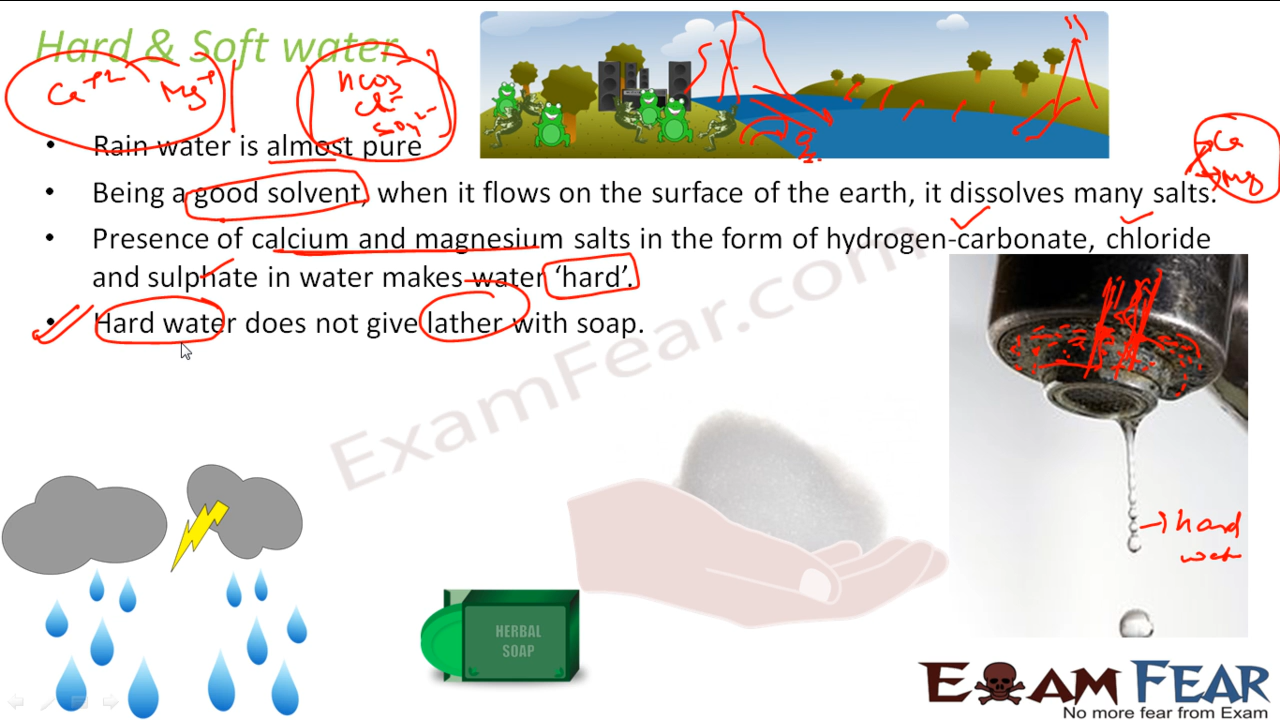 Hard & Soft water
Ca+2 Mg+
HCO3-
Cl-
SO4 2-
• Rain water is almost pure
Ca
Mg
• Being a good solvent, when it flows on the surface of the earth, it dissolves many salts.
• Presence of calcium and magnesium salts in the form of hydrogen-carbonate, chloride
and sulphate in water makes water ‘hard’.
• Hard water does not give lather with soap.
ExamFear.com
→ hard
water
HERBAL
SOAP
EXAM FEAR
No more fear from Exam